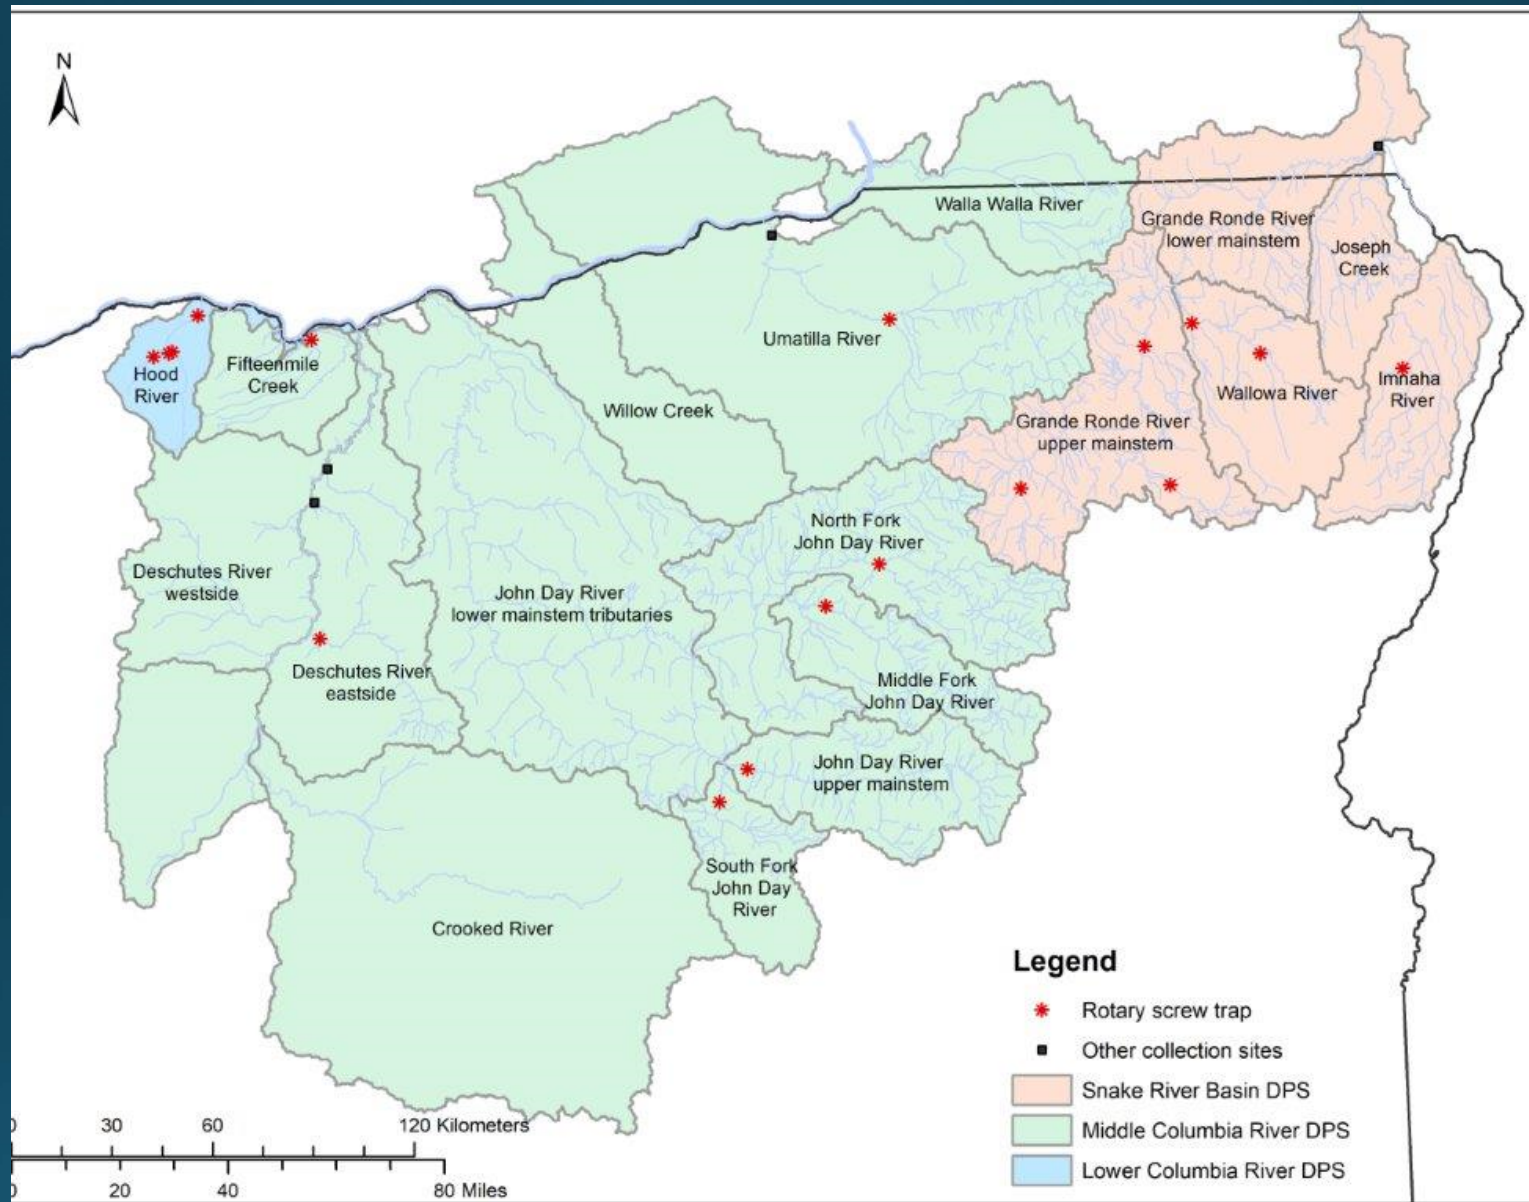 N
Walla Walla River
Grande Ronde River
lower mainstem
Joseph
Creek
Umatilla River
Fifteenmile
Creek
Hood
River
Willow Creek
Wallowa River
Imnaha
River
Grande Ronde River
upper mainstem
North Fork
John Day River
Deschutes River
westside
John Day River
lower mainstem tributaries
Deschutes River
eastside
Middle Fork
John Day River
John Day River
upper mainstem
South Fork
John Day
River
Crooked River
Legend
Rotary screw trap
Other collection sites
Snake River Basin DPS
Middle Columbia River DPS
Lower Columbia River DPS
0 30 60 120 Kilometers
0 20 40 80 Miles